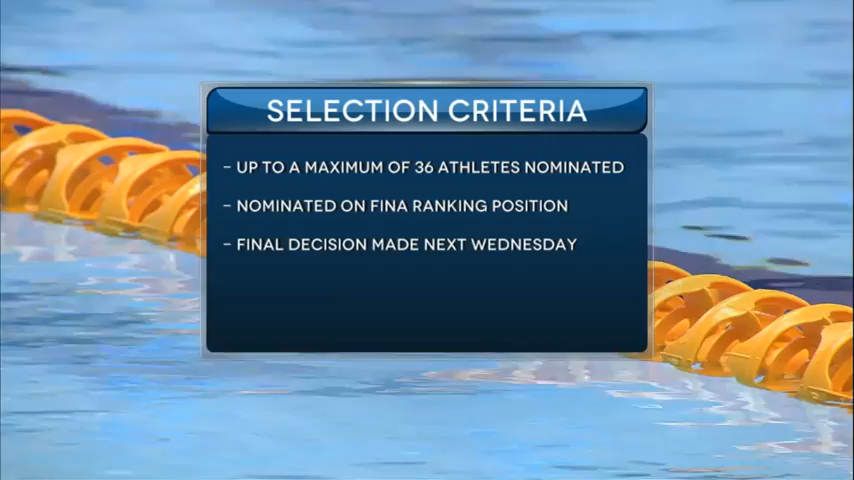 SELECTION CRITERIA
- UP TO A MAXIMUM OF 36 ATHLETES NOMINATED
- NOMINATED ON FINA RANKING POSITION
- FINAL DECISION MADE NEXT WEDNESDAY